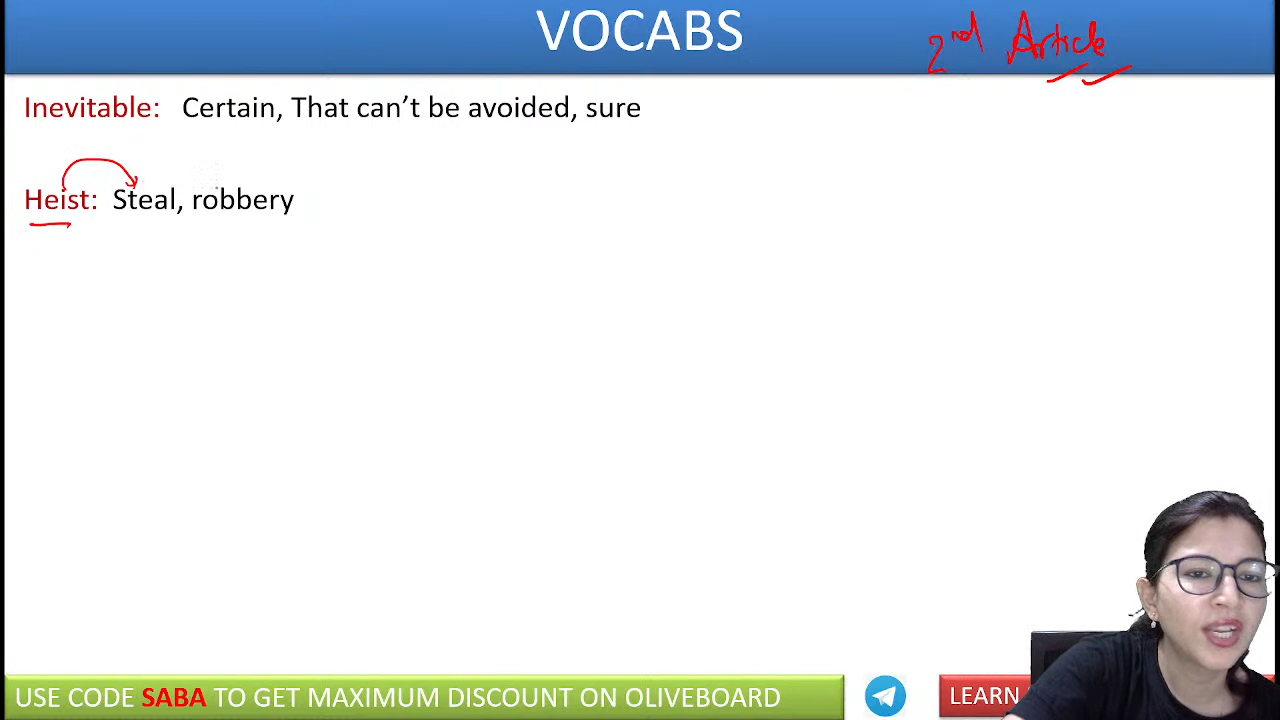 VOCABS
2nd Article
Inevitable: Certain, That can’t be avoided, sure
Heist: Steal, robbery
USE CODE SABA TO GET MAXIMUM DISCOUNT ON OLIVEBOARD
LEARN